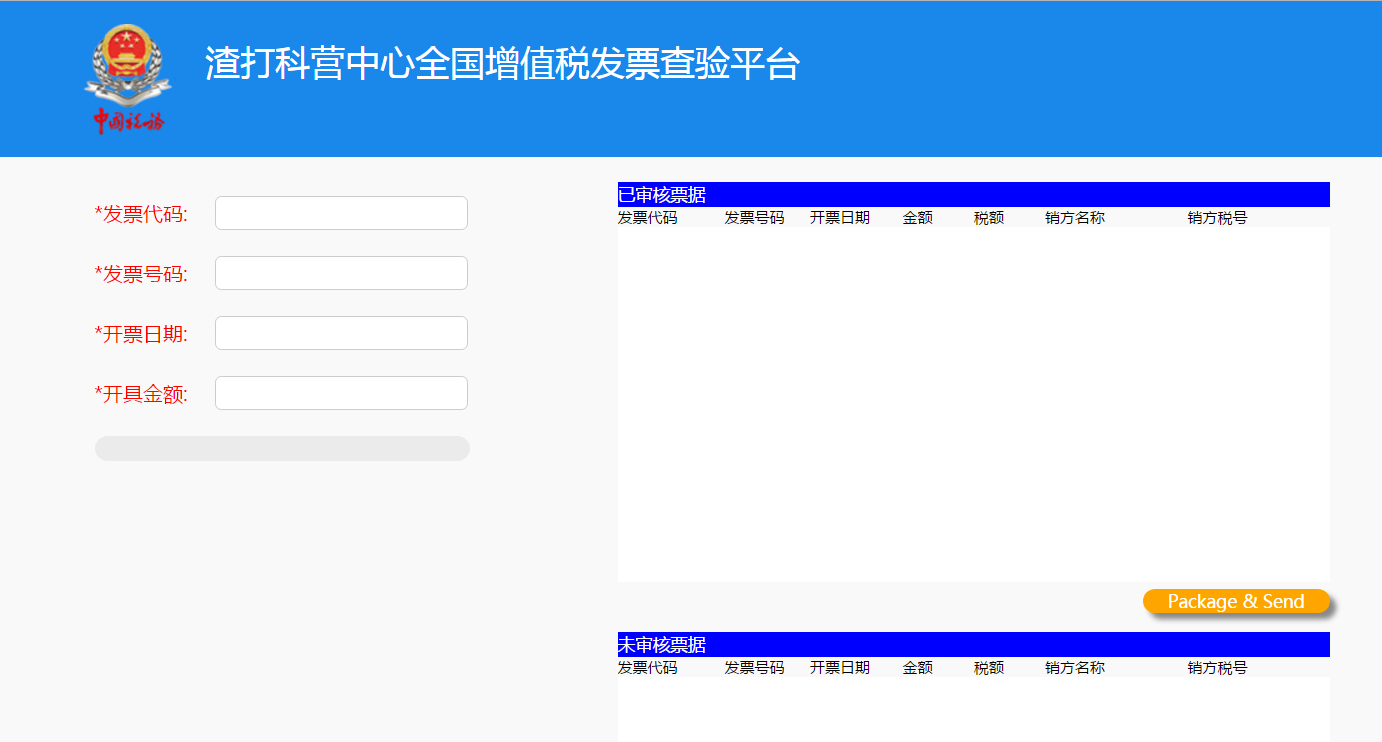 渣打科营中心全国增值税发票查验平台
中国税务
*发票代码:
*发票号码:
*开票日期:
*开具金额:
已审核票据
发票代码 发票号码 开票日期 金额 税额 销方名称 销方税号
Package & Send
未审核票据
发票代码 发票号码 开票日期 金额 税额 销方名称 销方税号